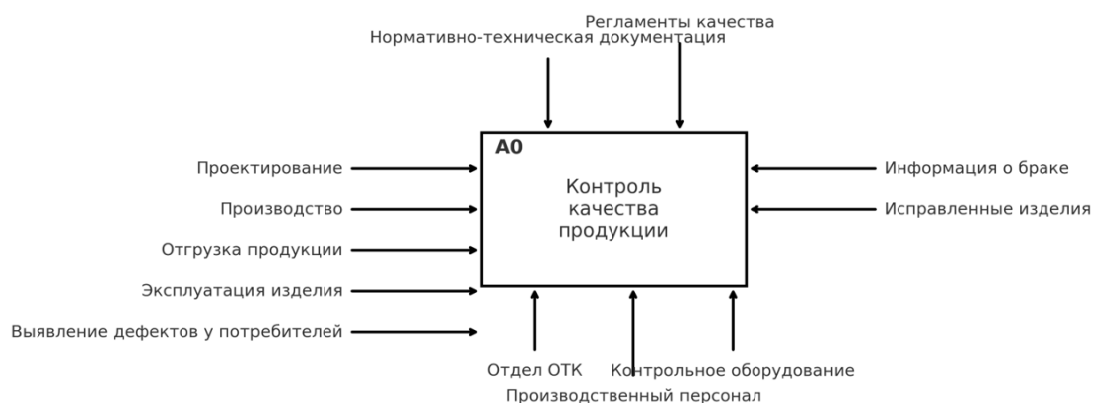 Регламенты качества
Нормативно-техническая документация
A0
Контроль
качества
продукции
Проектирование
Производство
Отгрузка продукции
Эксплуатация изделия
Выявление дефектов у потребителей
Информация о браке
Исправленные изделия
Отдел ОТК
Контрольное оборудование
Производственный персонал